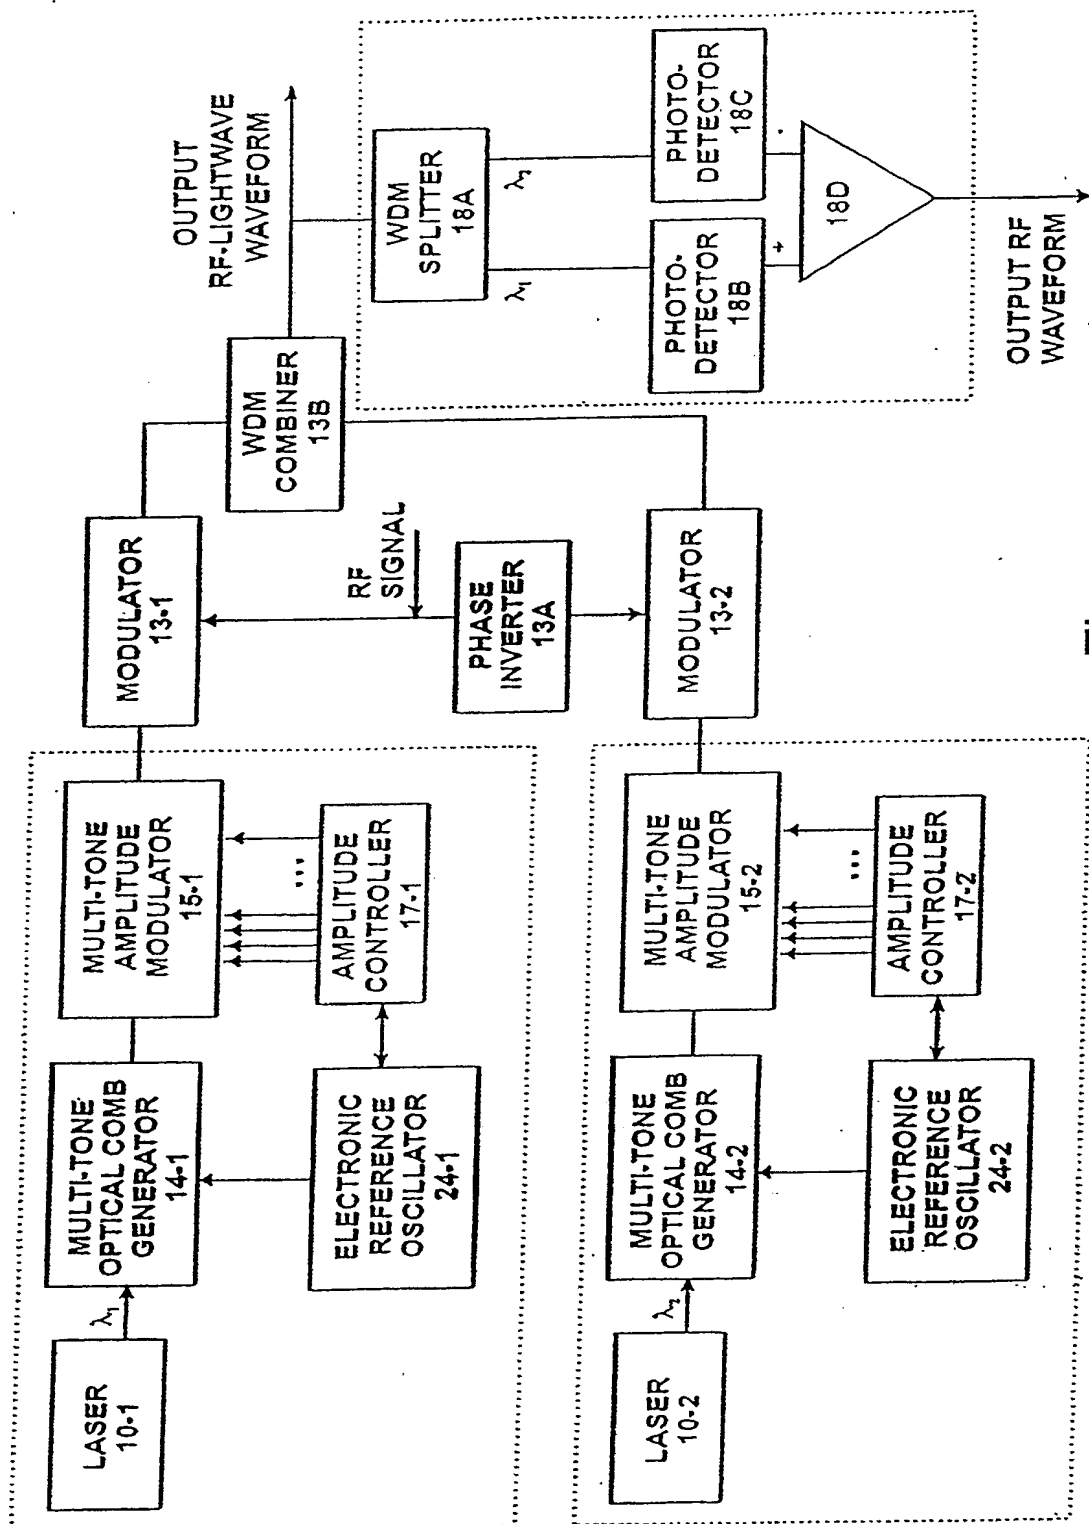 LASER
10-1
λ₁
MULTI-TONE
OPTICAL COMB
GENERATOR
14-1
ELECTRONIC
REFERENCE
OSCILLATOR
24-1
MULTI-TONE
AMPLITUDE
MODULATOR
15-1
...
AMPLITUDE
CONTROLLER
17-1
MODULATOR
13-1
RF
SIGNAL
PHASE
INVERTER
13A
WDM
COMBINER
13B
OUTPUT
RF-LIGHTWAVE
WAVEFORM
LASER
10-2
λ₂
MULTI-TONE
OPTICAL COMB
GENERATOR
14-2
ELECTRONIC
REFERENCE
OSCILLATOR
24-2
MULTI-TONE
AMPLITUDE
MODULATOR
15-2
...
AMPLITUDE
CONTROLLER
17-2
MODULATOR
13-2
WDM
SPLITTER
18A
λ₁
λ₂
PHOTO-
DETECTOR
18B
PHOTO-
DETECTOR
18C
+
-
18D
OUTPUT RF
WAVEFORM